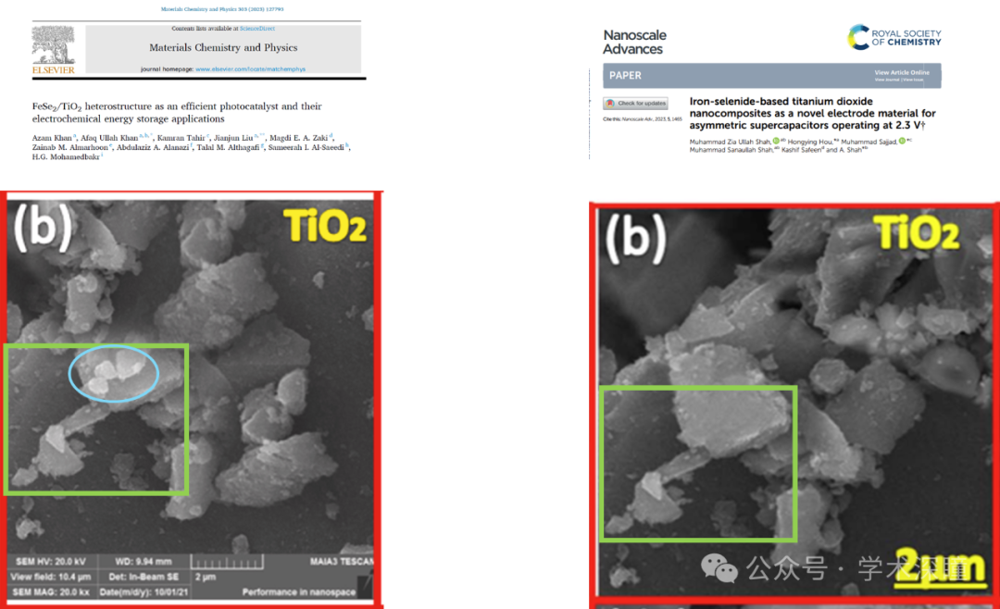 Materials Chemistry and Physics 303 (2023) 127793
Contents lists available at ScienceDirect
Materials Chemistry and Physics
journal homepage: www.elsevier.com/locate/matchemphys
ELSEVIER
FeSe2/TiO2 heterostructure as an efficient photocatalyst and their
electrochemical energy storage applications
Azam Khan a, Afaq Ullah Khan a,b,*, Kamran Tahir c, Jianjun Liu a,**, Magdi E. A. Zaki d,
Zainab M. Almarhoon e, Abdulaziz A. Alanazi f, Talal M. Althagafi g, Sameerah I. Al-Saeedi h,
H.G. Mohamedbakr i
Nanoscale
Advances
ROYAL SOCIETY
OF CHEMISTRY
PAPER
View Article Online
View Journal | View Issue
Check for updates
Cite this: Nanoscale Adv., 2023, 5, 1465
Iron-selenide-based titanium dioxide
nanocomposites as a novel electrode material for
asymmetric supercapacitors operating at 2.3 V†
Muhammad Zia Ullah Shah, ab Hongying Hou,*a Muhammad Sajjad, *c
Muhammad Sanaullah Shah,ab Kashif Safeen d and A. Shah*b
(b)
TiO2
SEM HV: 20.0 kV
WD: 9.94 mm
MAIA3 TESCAN
View field: 10.4 µm
Det: In-Beam SE
2 µm
SEM MAG: 20.0 kx
Date(m/d/y): 10/01/21
Performance in nanospace
(b)
TiO2
2µm
公众号 · 学术深